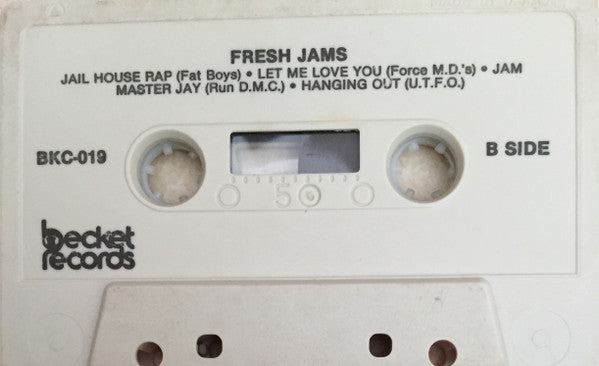 FRESH JAMS
JAIL HOUSE RAP (Fat Boys) • LET ME LOVE YOU (Force M.D.'s) • JAM
MASTER JAY (Run D.M.C.) • HANGING OUT (U.T.F.O.)
BKC-019
B SIDE
50
becket
records